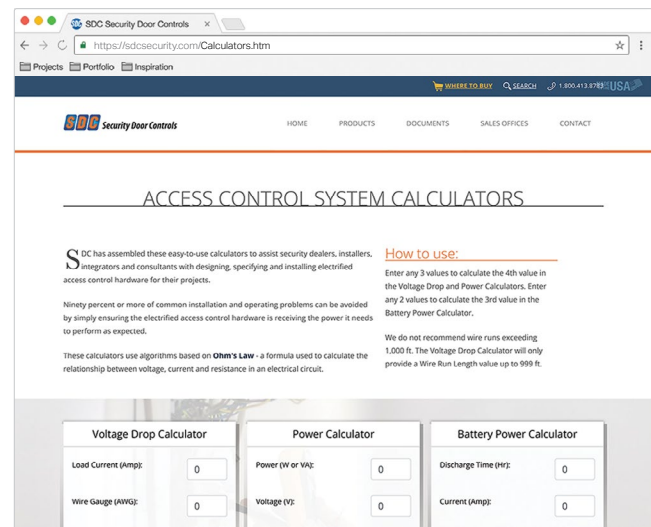 SDC Security Door Controls ×
https://sdcsecurity.com/Calculators.htm
Projects Portfolio Inspiration
WHERE TO BUY SEARCH 1.800.413.87 USA
SDC Security Door Controls HOME PRODUCTS DOCUMENTS SALES OFFICES CONTACT
ACCESS CONTROL SYSTEM CALCULATORS
SDC has assembled these easy-to-use calculators to assist security dealers, installers,
integrators and consultants with designing, specifying and installing electrified
access control hardware for their projects.
Ninety percent or more of common installation and operating problems can be avoided
by simply ensuring the electrified access control hardware is receiving the power it needs
to perform as expected.
These calculators use algorithms based on Ohm's Law - a formula used to calculate the
relationship between voltage, current and resistance in an electrical circuit.
How to use:
Enter any 3 values to calculate the 4th value in
the Voltage Drop and Power Calculators. Enter
any 2 values to calculate the 3rd value in the
Battery Power Calculator.
We do not recommend wire runs exceeding
1,000 ft. The Voltage Drop Calculator will only
provide a Wire Run Length value up to 999 ft.
Voltage Drop Calculator
Load Current (Amp): 0
Wire Gauge (AWG): 0
Power Calculator
Power (W or VA): 0
Voltage (V): 0
Battery Power Calculator
Discharge Time (Hr): 0
Current (Amp): 0